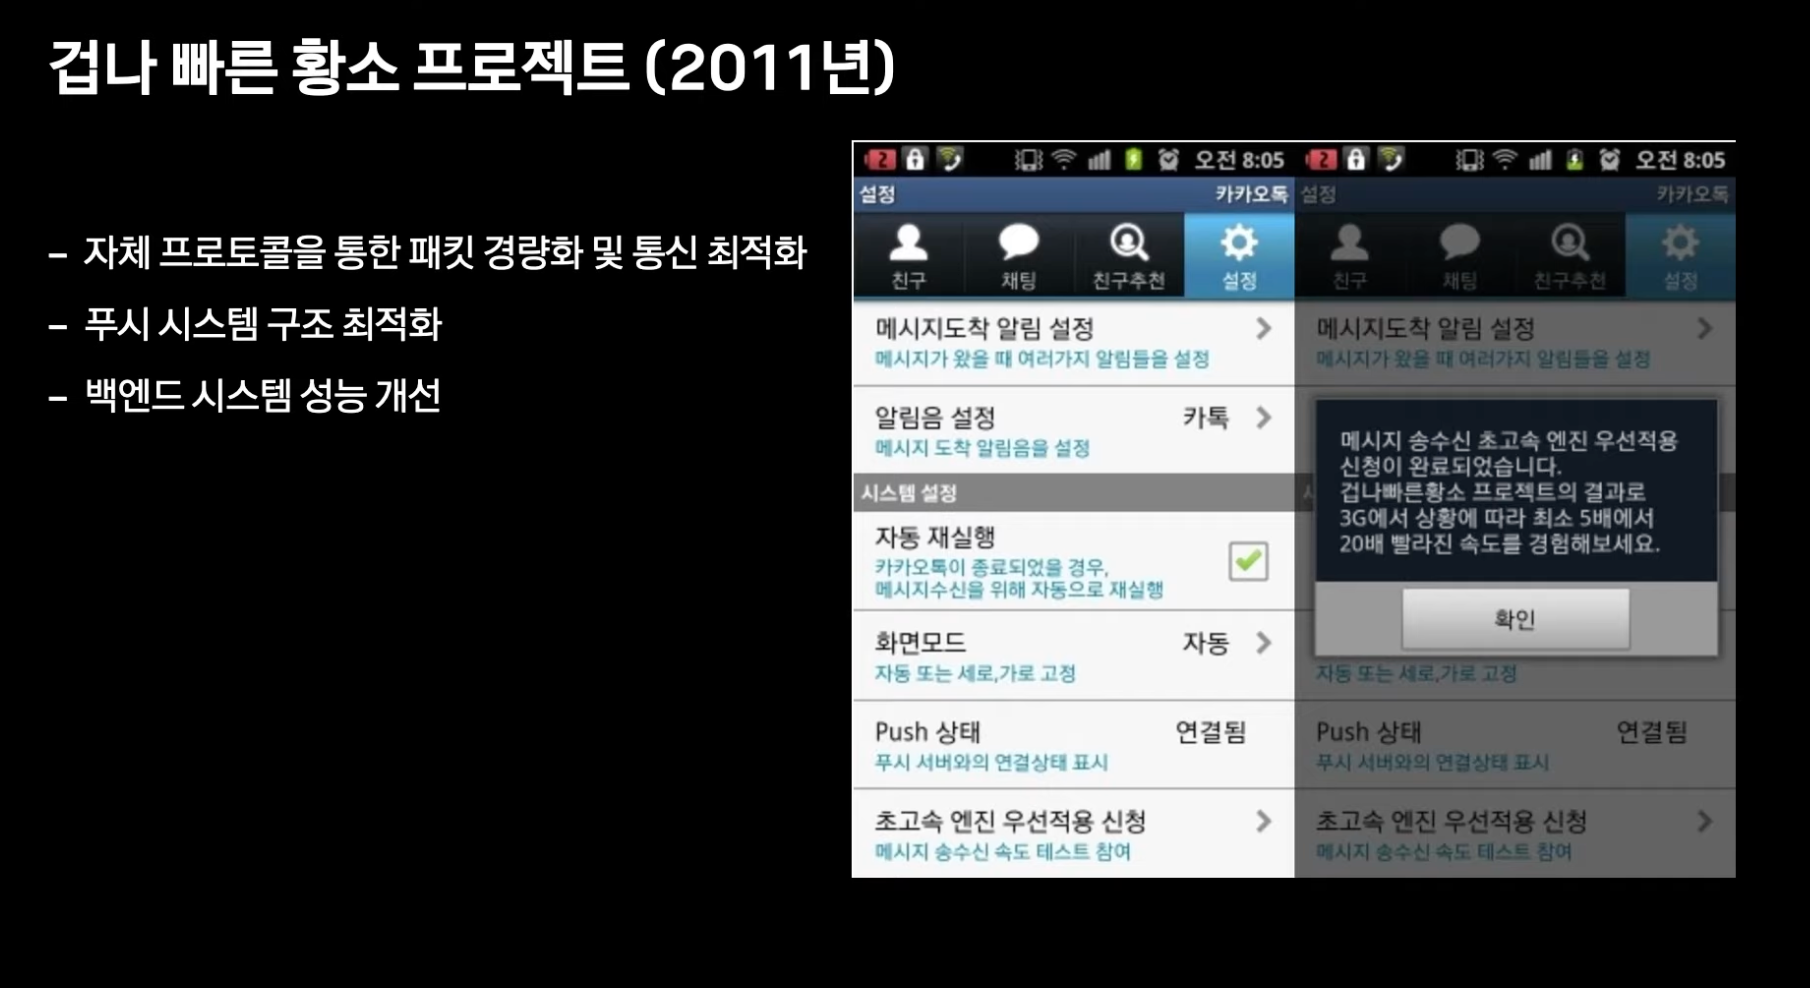 겁나 빠른 황소 프로젝트 (2011년)
- 자체 프로토콜을 통한 패킷 경량화 및 통신 최적화
- 푸시 시스템 구조 최적화
- 백엔드 시스템 성능 개선
2 오전 8:05
설정 카카오톡
친구 채팅 친구추천 설정
메시지도착 알림 설정
메시지가 왔을 때 여러가지 알림들을 설정
알림음 설정 카톡
메시지 도착 알림음을 설정
시스템 설정
자동 재실행
카카오톡이 종료되었을 경우,
메시지수신을 위해 자동으로 재실행
화면모드 자동
자동 또는 세로,가로 고정
Push 상태 연결됨
푸시 서버와의 연결상태 표시
초고속 엔진 우선적용 신청
메시지 송수신 속도 테스트 참여
2 오전 8:05
설정 카카오톡
친구 채팅 친구추천 설정
메시지도착 알림 설정
메시지가 왔을 때 여러가지 알림들을 설정
메시지 송수신 초고속 엔진 우선적용
신청이 완료되었습니다.
겁나빠른황소 프로젝트의 결과로
3G에서 상황에 따라 최소 5배에서
20배 빨라진 속도를 경험해보세요.
확인
자동 또는 세로,가로 고정
Push 상태 연결됨
푸시 서버와의 연결상태 표시
초고속 엔진 우선적용 신청
메시지 송수신 속도 테스트 참여